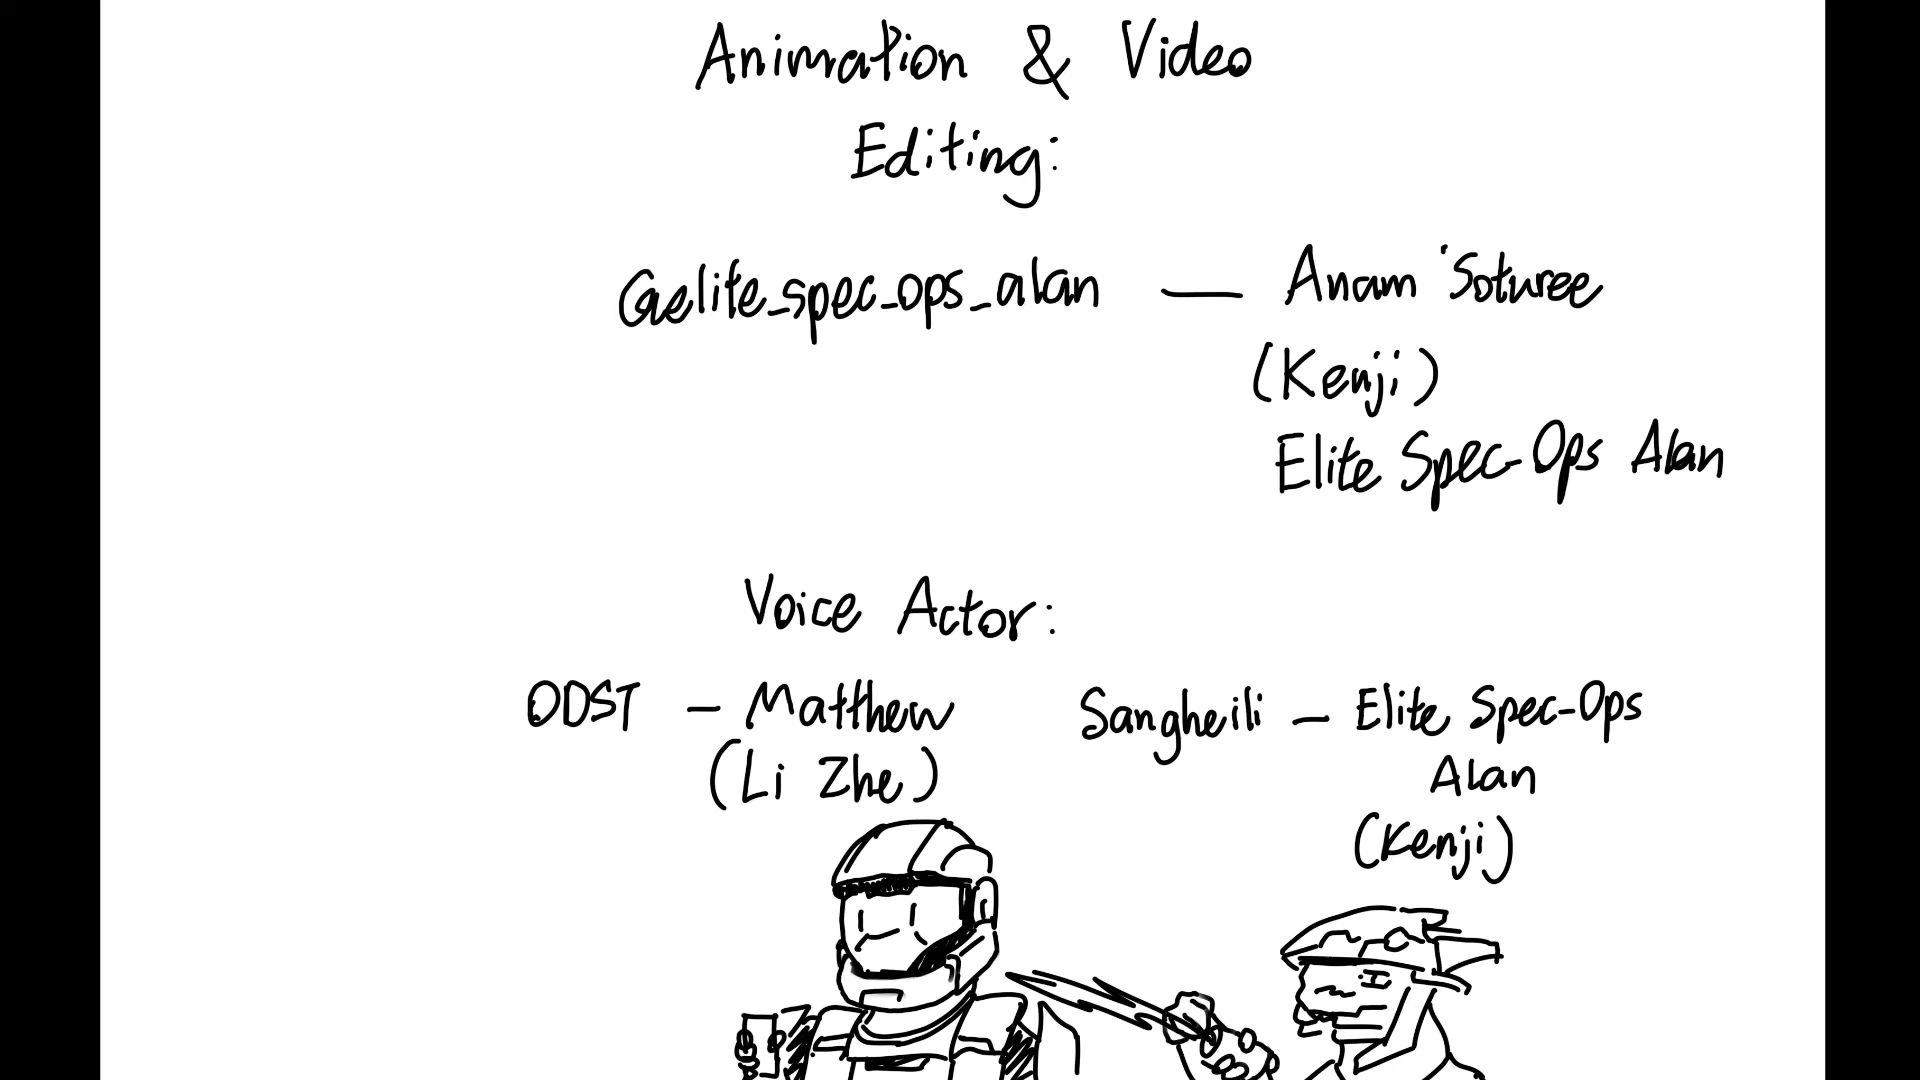 Animation & Video
Editing:
@elite_spec_ops_alan — Anam 'Soturee
(Kenji)
Elite Spec-Ops Alan
Voice Actor:
ODST - Matthew
(Li Zhe)
Sangheili - Elite Spec-Ops
Alan
(Kenji)